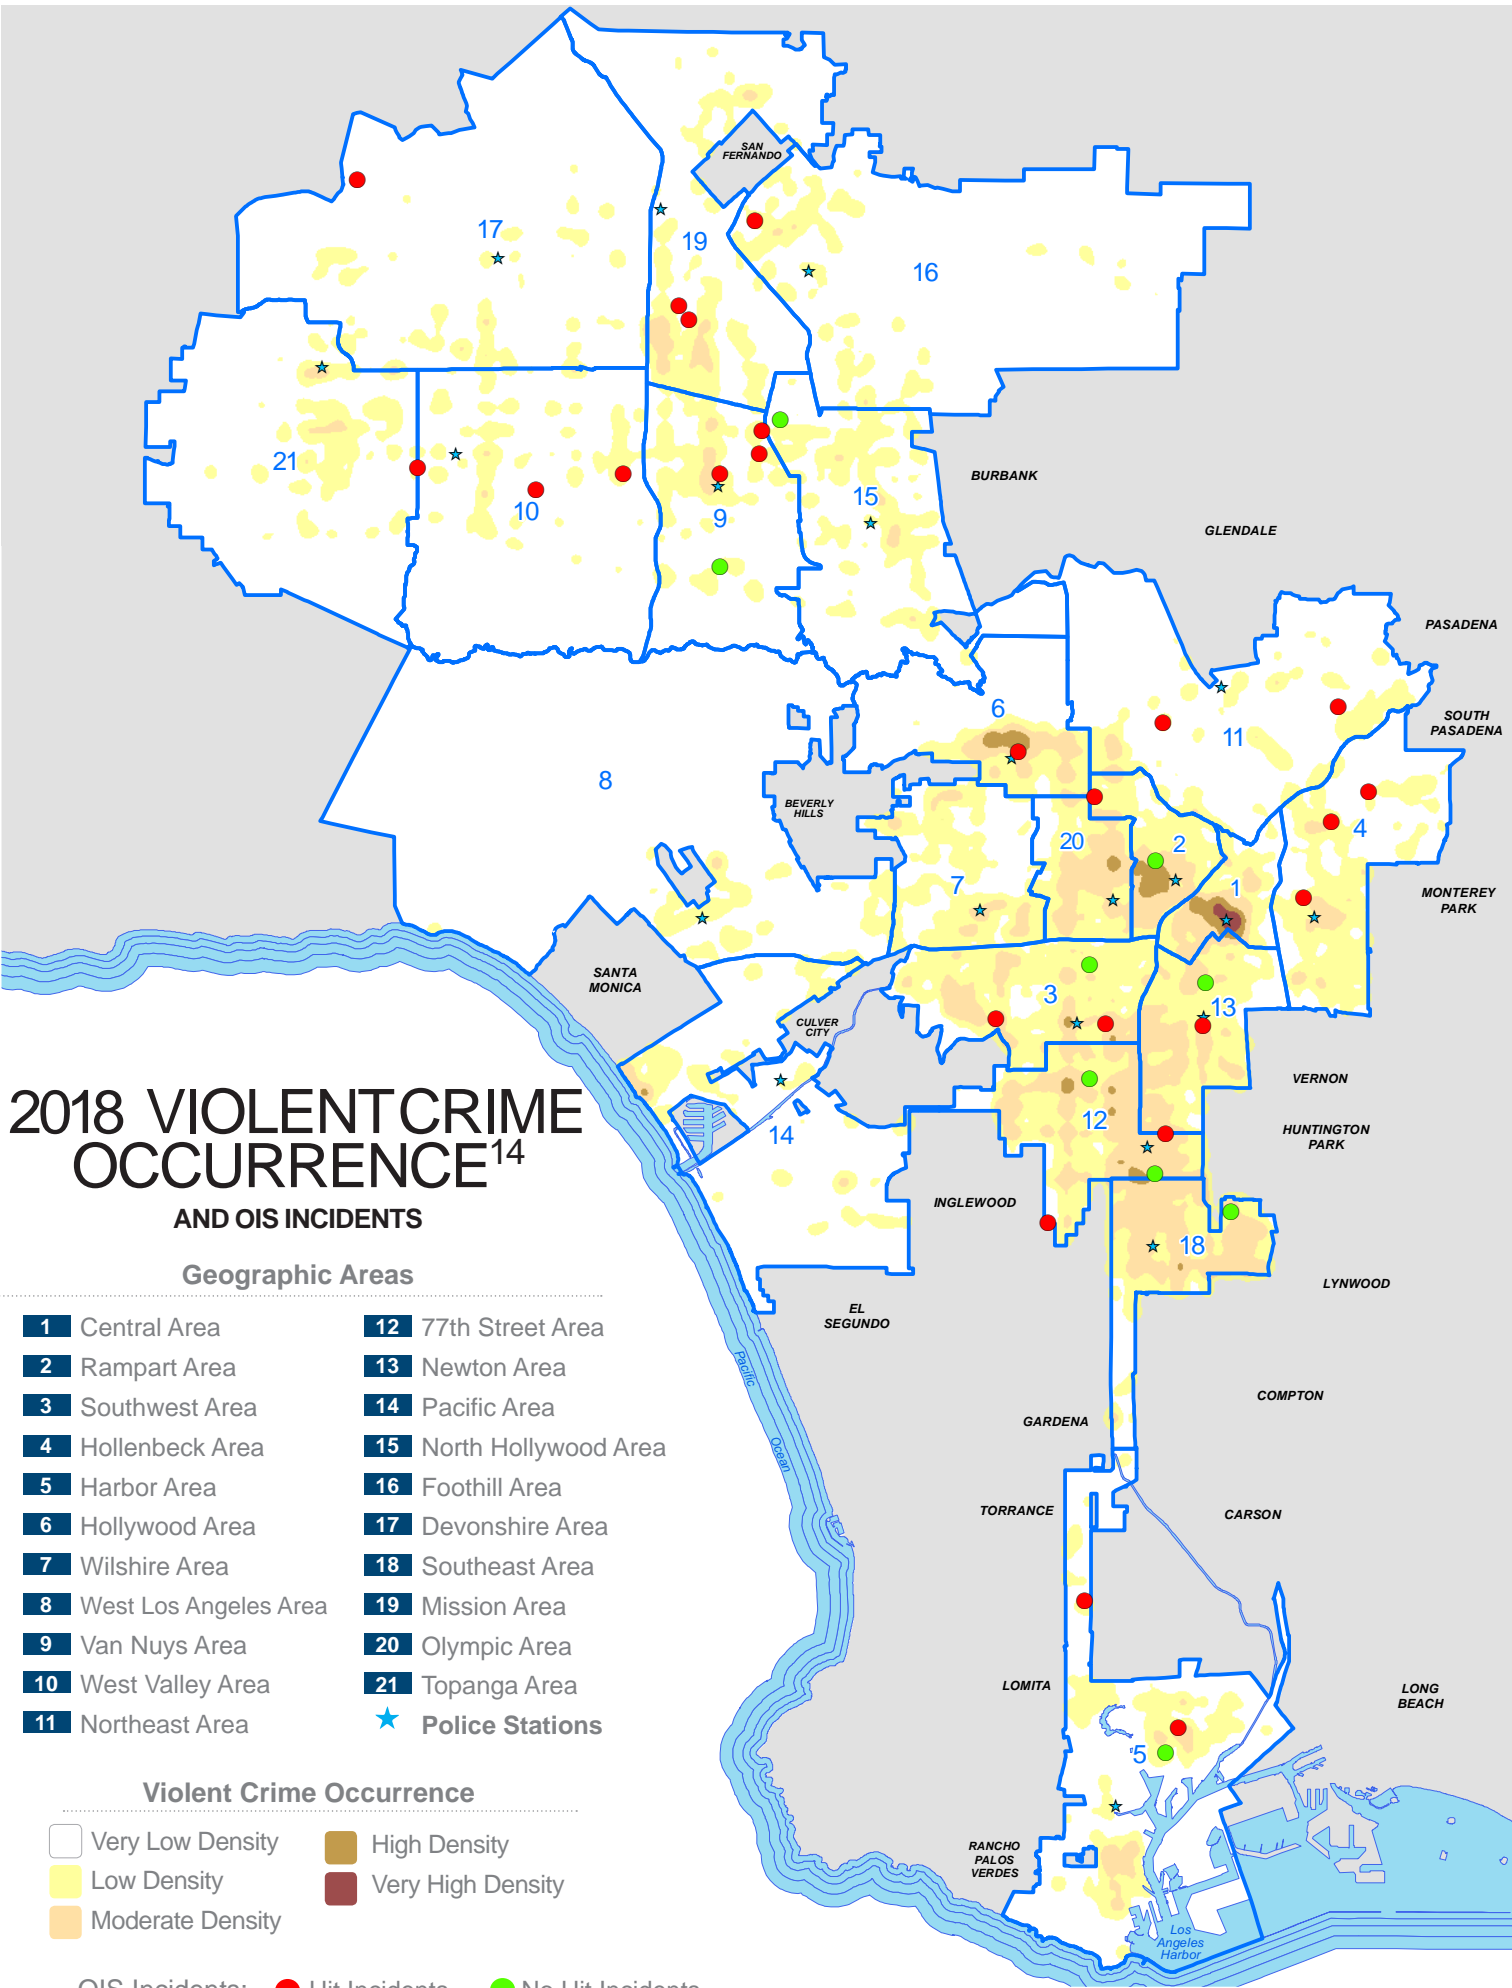 SAN
FERNANDO
17
19
16
21
10
9
15
BURBANK
GLENDALE
PASADENA
SOUTH
PASADENA
6
11
8
BEVERLY
HILLS
20
2
4
7
1
MONTEREY
PARK
SANTA
MONICA
3
13
CULVER
CITY
VERNON
HUNTINGTON
PARK
12
14
INGLEWOOD
18
LYNWOOD
EL
SEGUNDO
Pacific
Ocean
COMPTON
GARDENA
TORRANCE
CARSON
LOMITA
LONG
BEACH
5
RANCHO
PALOS
VERDES
Los
Angeles
Harbor
2018 VIOLENT CRIME
OCCURRENCE14
AND OIS INCIDENTS
Geographic Areas
1 Central Area
2 Rampart Area
3 Southwest Area
4 Hollenbeck Area
5 Harbor Area
6 Hollywood Area
7 Wilshire Area
8 West Los Angeles Area
9 Van Nuys Area
10 West Valley Area
11 Northeast Area
12 77th Street Area
13 Newton Area
14 Pacific Area
15 North Hollywood Area
16 Foothill Area
17 Devonshire Area
18 Southeast Area
19 Mission Area
20 Olympic Area
21 Topanga Area
Police Stations
Violent Crime Occurrence
Very Low Density
Low Density
Moderate Density
High Density
Very High Density
OIS Incidents: Hit Incidents No Hit Incidents